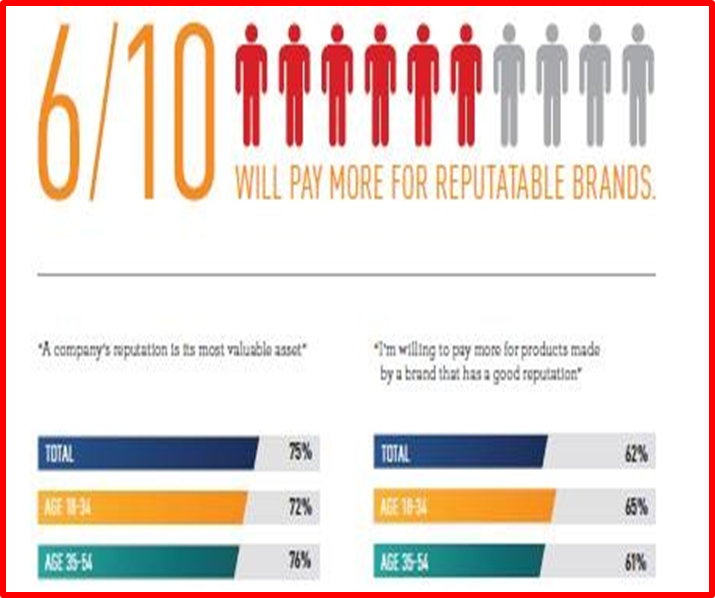 6/10
WILL PAY MORE FOR REPUTATABLE BRANDS.
"A company's reputation is its most valuable asset"
TOTAL 75%
AGE 18-34 72%
AGE 35-54 76%
"I'm willing to pay more for products made
by a brand that has a good reputation"
TOTAL 62%
AGE 18-34 65%
AGE 35-54 61%